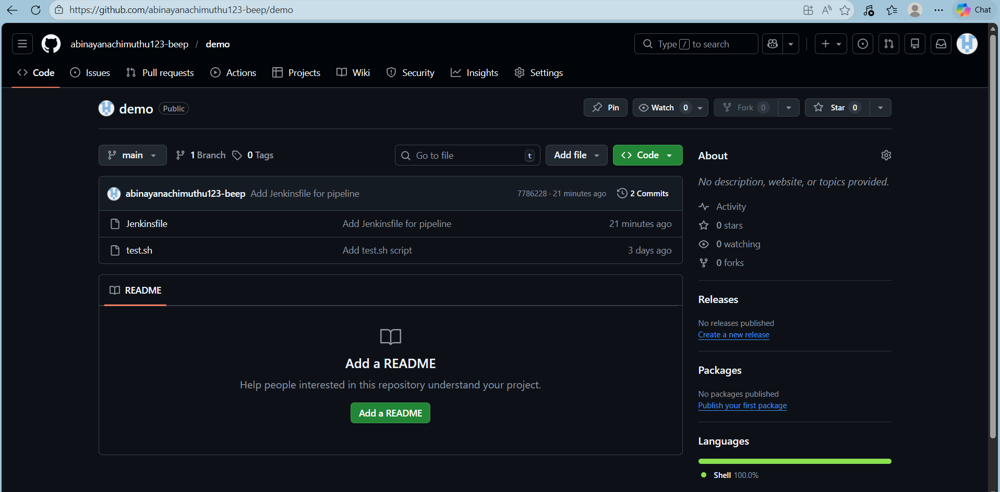 https://github.com/abinayanachimuthu123-beep/demo
Chat
abinayanachimuthu123-beep / demo
Type / to search
Code Issues Pull requests Actions Projects Wiki Security Insights Settings
demo Public
Pin Watch 0 Fork 0 Star 0
main 1 Branch 0 Tags Go to file t Add file Code
abinayanachimuthu123-beep Add Jenkinsfile for pipeline 7786228 · 21 minutes ago 2 Commits
Jenkinsfile Add Jenkinsfile for pipeline 21 minutes ago
test.sh Add test.sh script 3 days ago
README
Add a README
Help people interested in this repository understand your project.
Add a README
About
No description, website, or topics provided.
Activity
0 stars
0 watching
0 forks
Releases
No releases published
Create a new release
Packages
No packages published
Publish your first package
Languages
Shell 100.0%